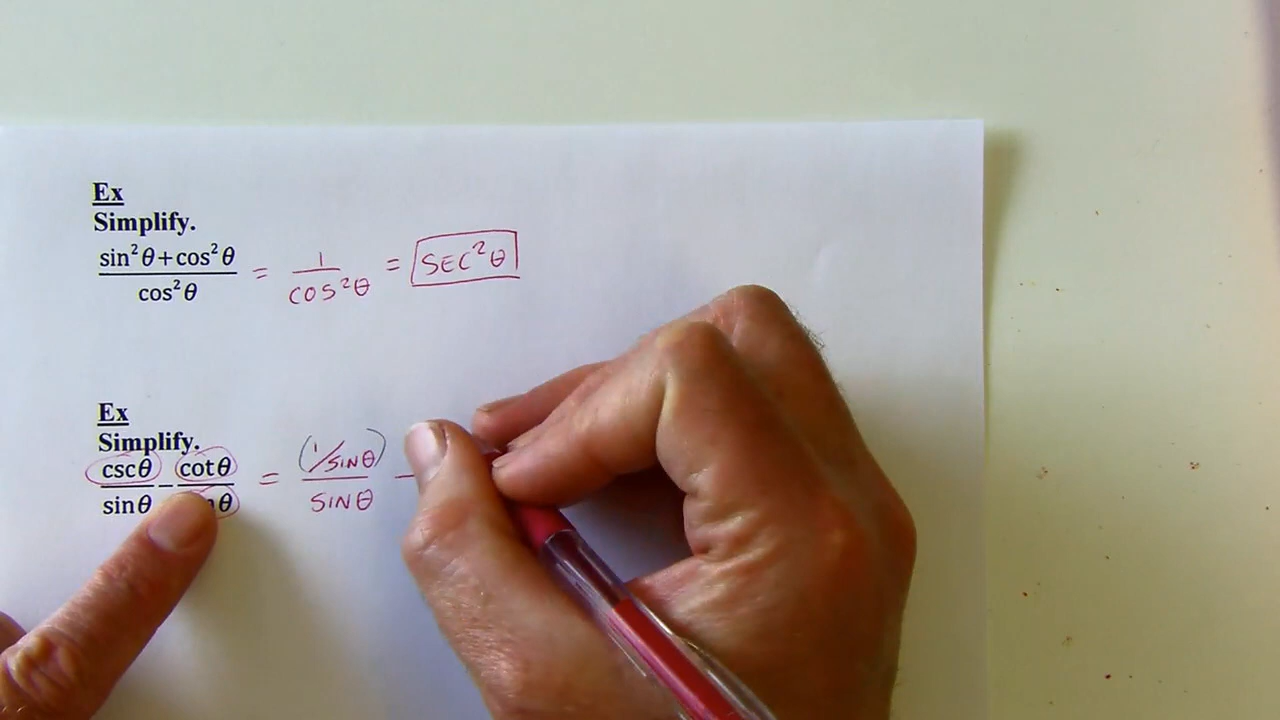 Ex
Simplify.
sin²θ+cos²θ/cos²θ = 1/COS²θ = SEC²θ
Ex
Simplify.
cscθ/sinθ − cotθ/ θ = (1/SINθ)/SINθ −